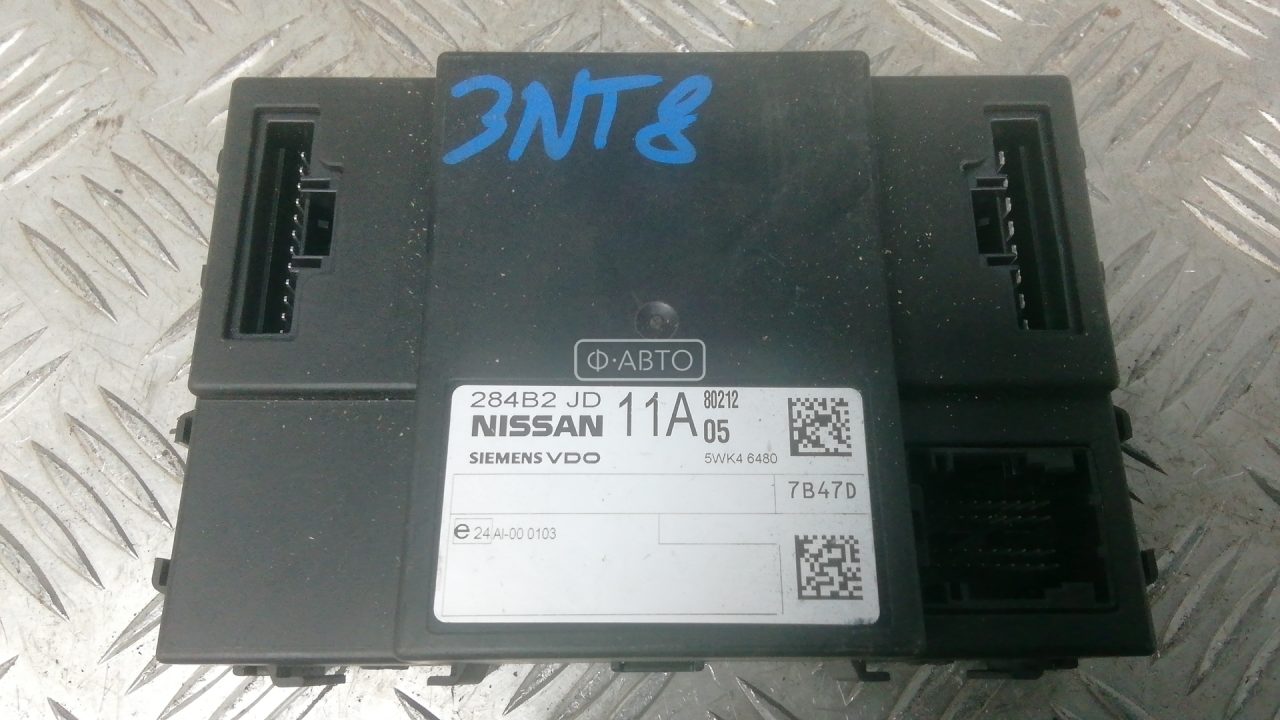 3NT8
Ф·АВТО
284B2 JD 11A 80212
NISSAN 05
SIEMENS VDO 5WK4 6480
7B47D
e 24 AI-00 0103